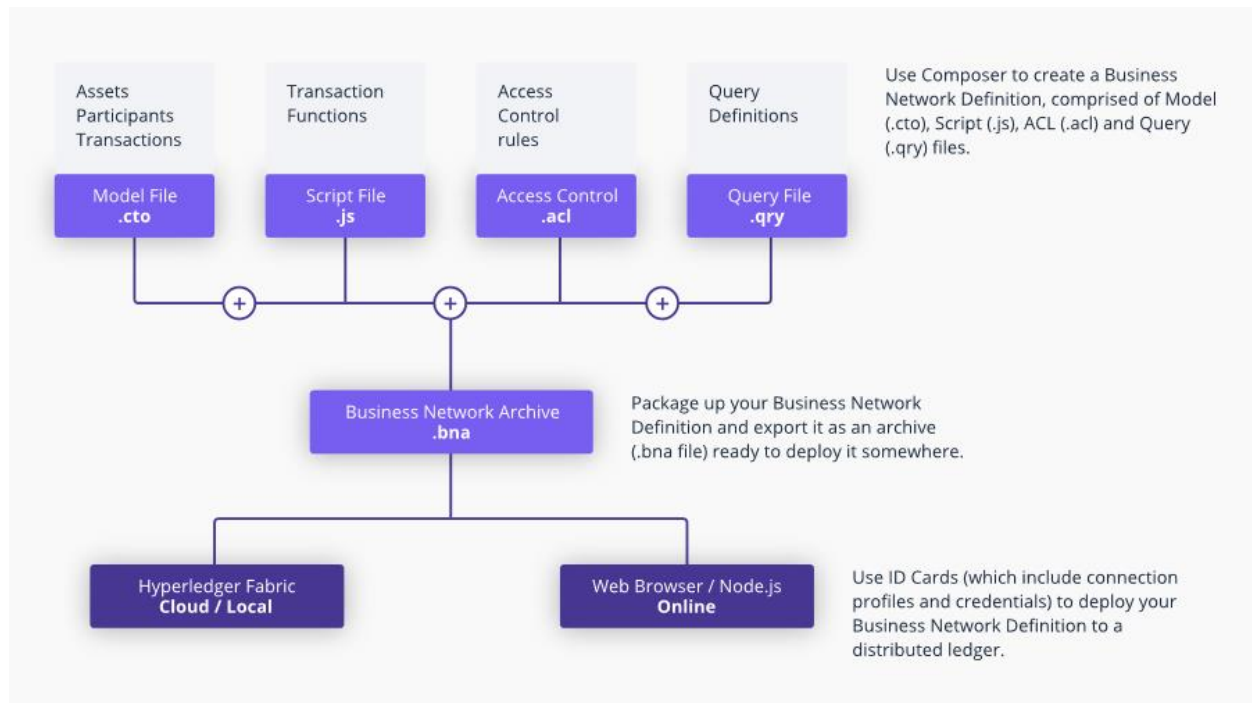 Assets
Participants
Transactions
Transaction
Functions
Access
Control
rules
Query
Definitions
Use Composer to create a Business
Network Definition, comprised of Model
(.cto), Script (.js), ACL (.acl) and Query
(.qry) files.
Model File
.cto
Script File
.js
Access Control
.acl
Query File
.qry
+
+
+
Business Network Archive
.bna
Package up your Business Network
Definition and export it as an archive
(.bna file) ready to deploy it somewhere.
Hyperledger Fabric
Cloud / Local
Web Browser / Node.js
Online
Use ID Cards (which include connection
profiles and credentials) to deploy your
Business Network Definition to a
distributed ledger.